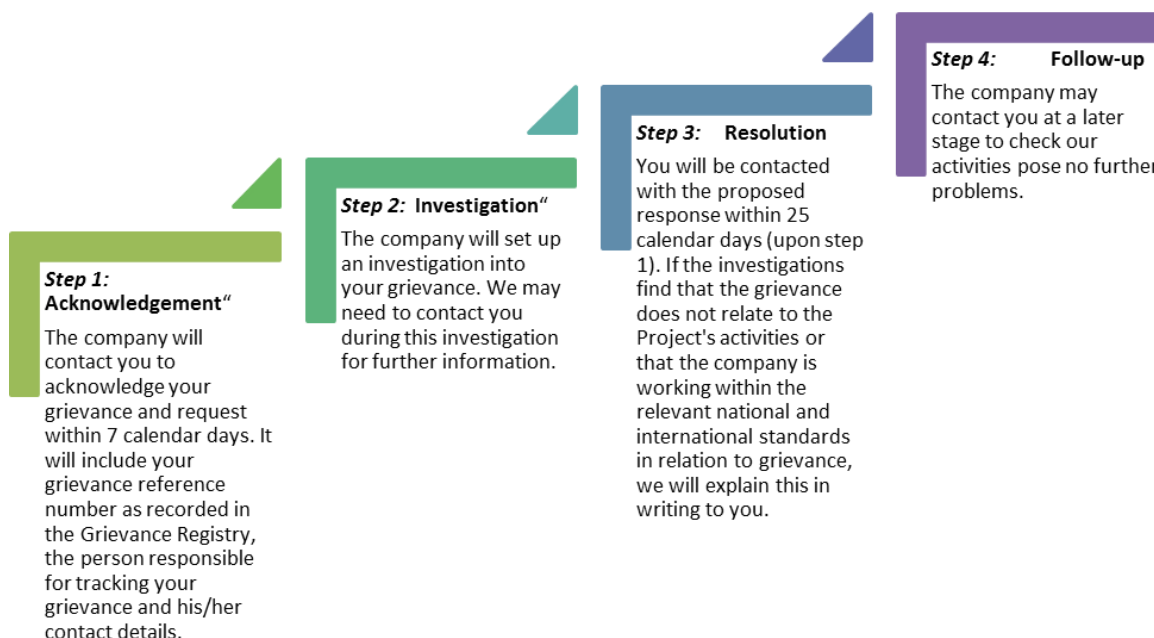 Step 1:
Acknowledgement“
The company will
contact you to
acknowledge your
grievance and request
within 7 calendar days. It
will include your
grievance reference
number as recorded in
the Grievance Registry,
the person responsible
for tracking your
grievance and his/her
contact details.
Step 2: Investigation“
The company will set up
an investigation into
your grievance. We may
need to contact you
during this investigation
for further information.
Step 3: Resolution
You will be contacted
with the proposed
response within 25
calendar days (upon step
1). If the investigations
find that the grievance
does not relate to the
Project's activities or
that the company is
working within the
relevant national and
international standards
in relation to grievance,
we will explain this in
writing to you.
Step 4: Follow-up
The company may
contact you at a later
stage to check our
activities pose no further
problems.